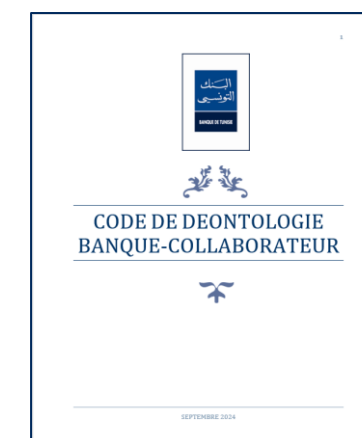 البنك
التونسي
BANQUE DE TUNISIE
CODE DE DEONTOLOGIE
BANQUE-COLLABORATEUR
SEPTEMBRE 2024